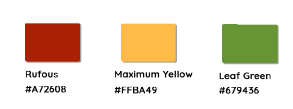 Rufous
#A72608
Maximum Yellow
#FFBA49
Leaf Green
#679436